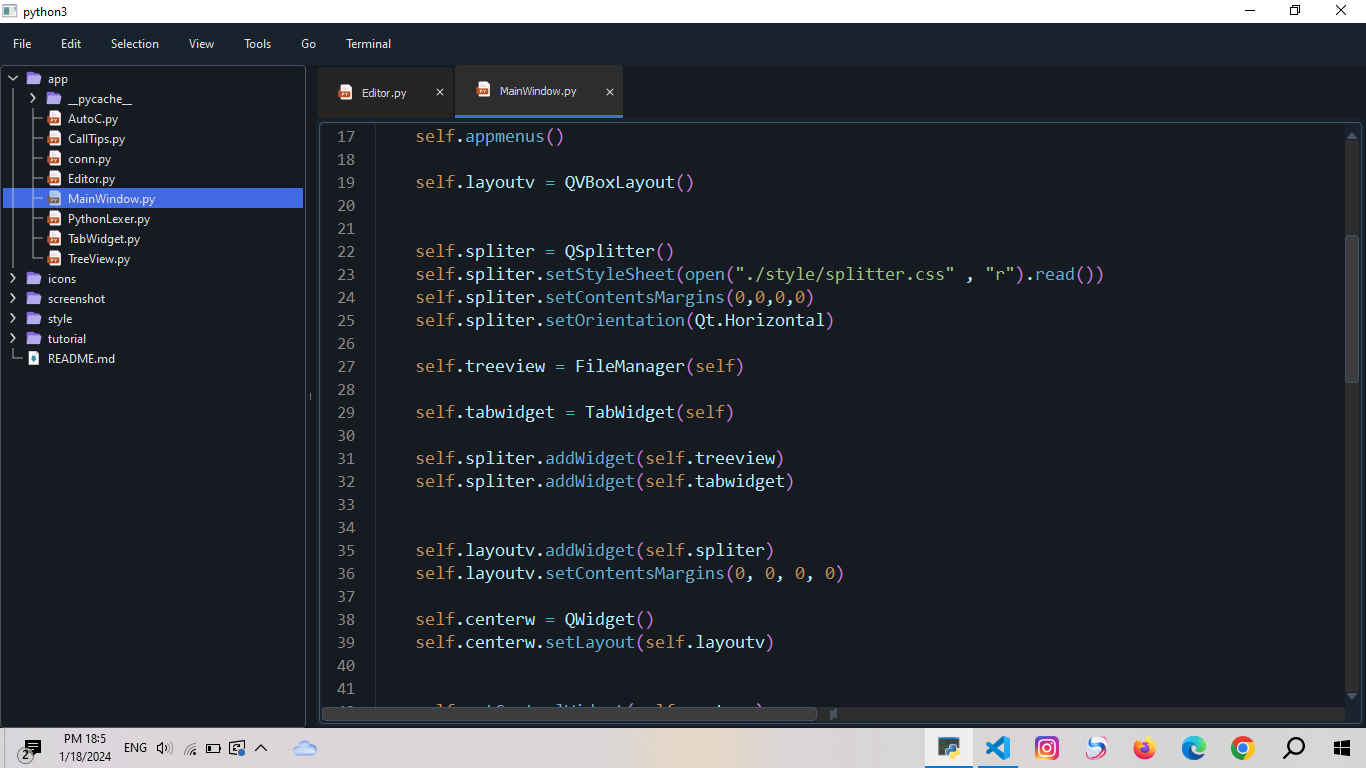 python3
File Edit Selection View Tools Go Terminal
app
__pycache__
AutoC.py
CallTips.py
conn.py
Editor.py
MainWindow.py
PythonLexer.py
TabWidget.py
TreeView.py
icons
screenshot
style
tutorial
README.md
Editor.py × MainWindow.py ×
17 self.appmenus()
18
19 self.layoutv = QVBoxLayout()
20
21
22 self.spliter = QSplitter()
23 self.spliter.setStyleSheet(open("./style/splitter.css" , "r").read())
24 self.spliter.setContentsMargins(0,0,0,0)
25 self.spliter.setOrientation(Qt.Horizontal)
26
27 self.treeview = FileManager(self)
28
29 self.tabwidget = TabWidget(self)
30
31 self.spliter.addWidget(self.treeview)
32 self.spliter.addWidget(self.tabwidget)
33
34
35 self.layoutv.addWidget(self.spliter)
36 self.layoutv.setContentsMargins(0, 0, 0, 0)
37
38 self.centerw = QWidget()
39 self.centerw.setLayout(self.layoutv)
40
41
2
PM 18:5
1/18/2024
ENG